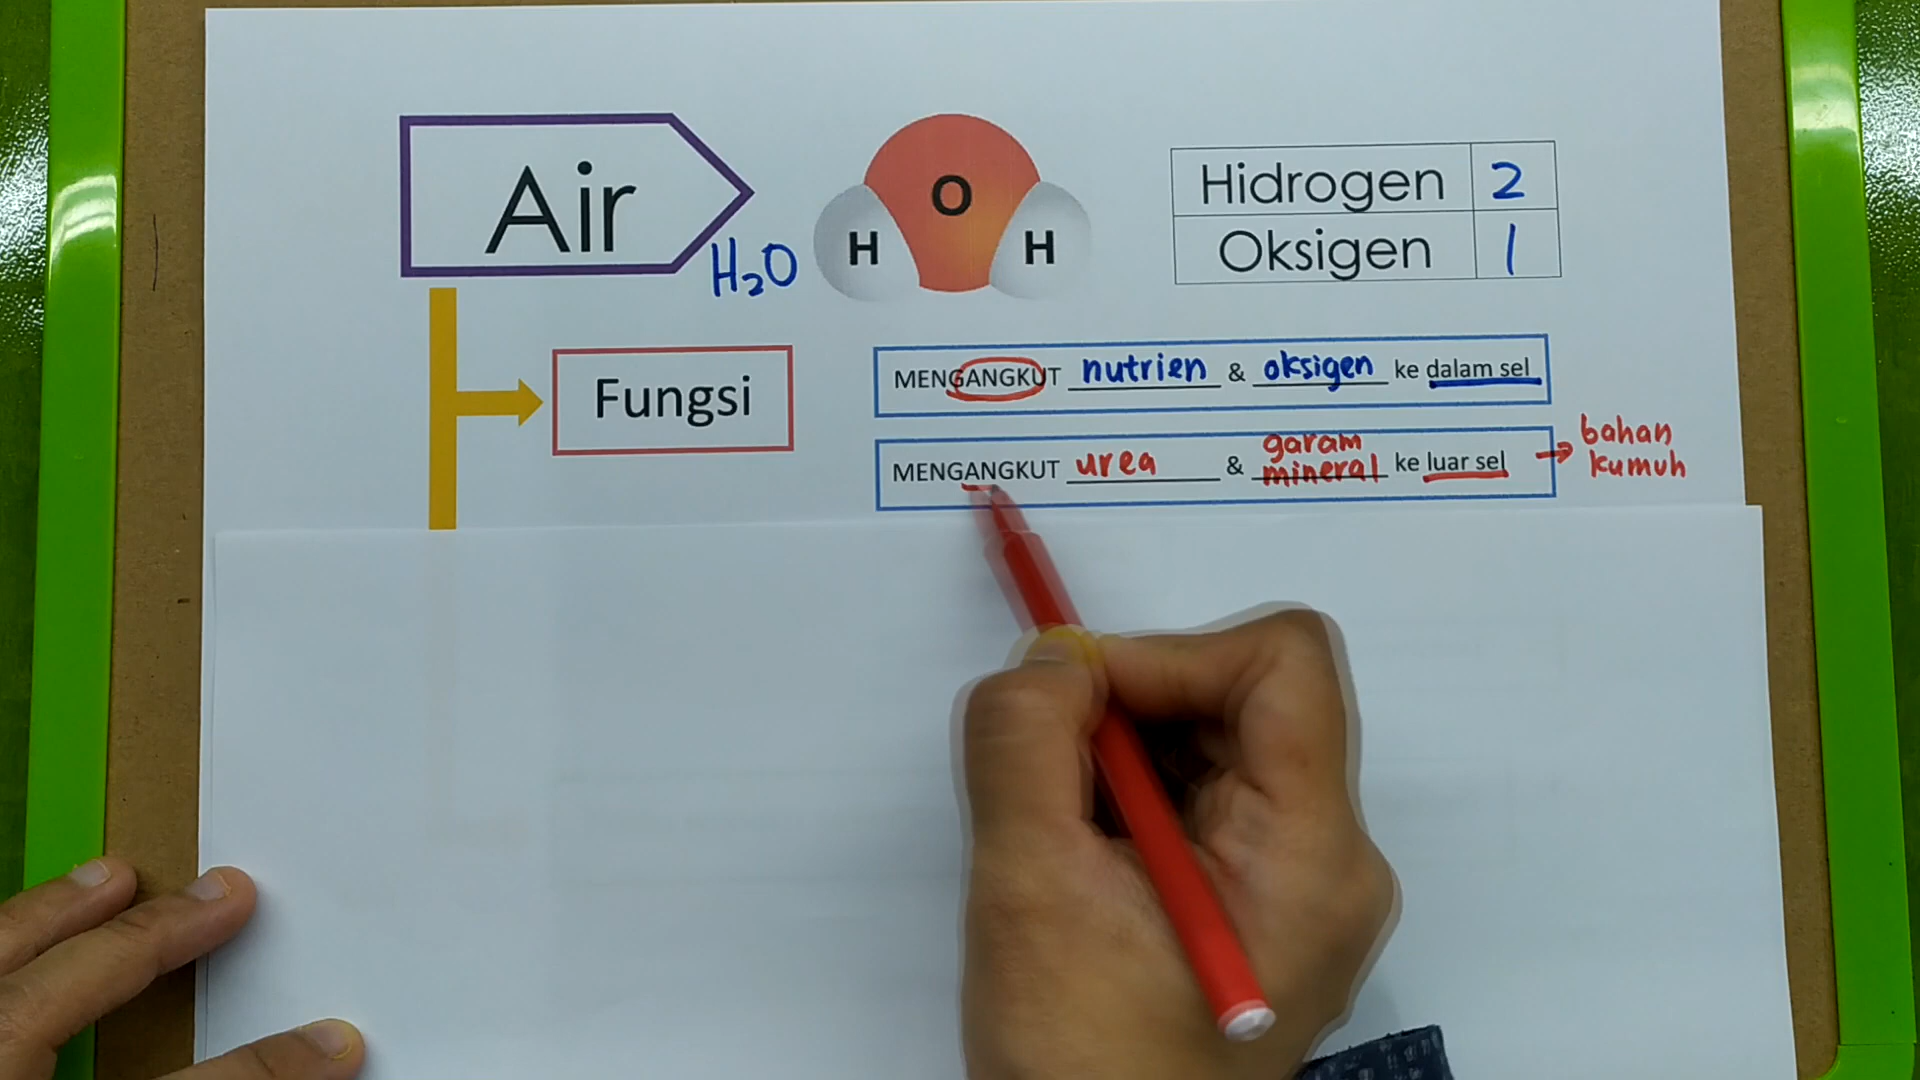 Air
H₂O
O
H H
Hidrogen 2
Oksigen 1
Fungsi
MENGANGKUT nutrien & oksigen ke dalam sel
MENGANGKUT urea & garam mineral ke luar sel
bahan
kumuh